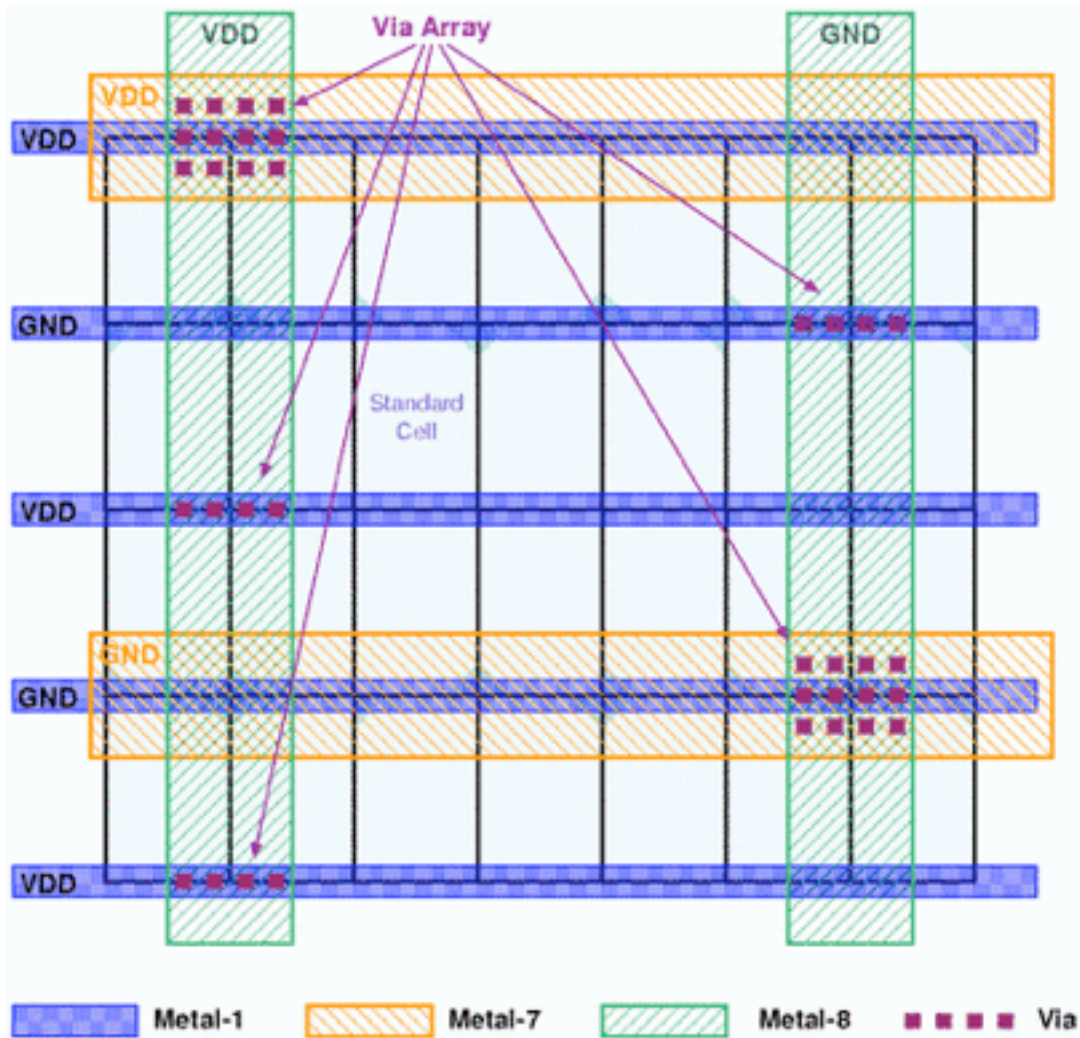 VDD
Via Array
GND
VDD
VDD
GND
Standard
Cell
VDD
GND
GND
VDD
Metal-1
Metal-7
Metal-8
Via